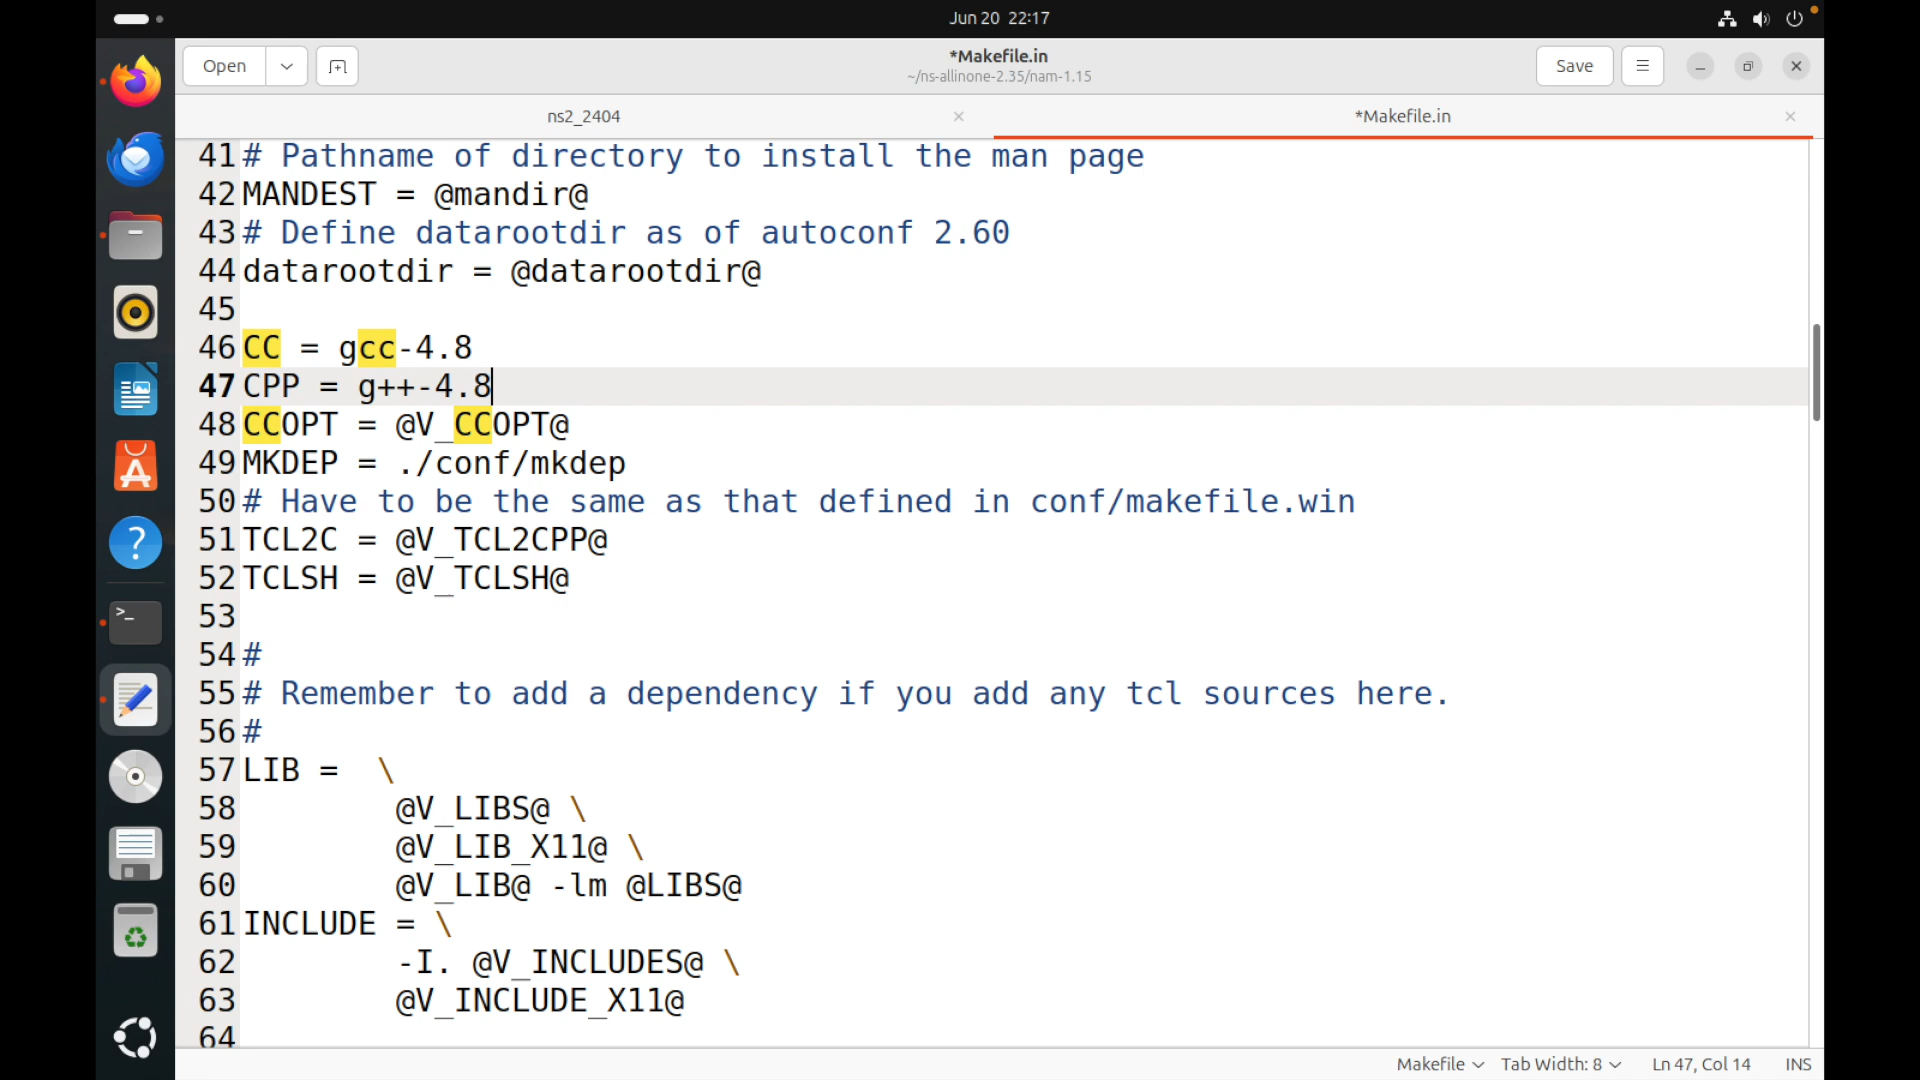 Jun 20 22:17
Open
*Makefile.in
~/ns-allinone-2.35/nam-1.15
Save
ns2_2404
*Makefile.in
41 # Pathname of directory to install the man page
42 MANDEST = @mandir@
43 # Define datarootdir as of autoconf 2.60
44 datarootdir = @datarootdir@
45
46 CC = gcc-4.8
47 CPP = g++-4.8
48 CCOPT = @V_CCOPT@
49 MKDEP = ./conf/mkdep
50 # Have to be the same as that defined in conf/makefile.win
51 TCL2C = @V_TCL2CPP@
52 TCLSH = @V_TCLSH@
53
54 #
55 # Remember to add a dependency if you add any tcl sources here.
56 #
57 LIB = \
58 @V_LIBS@ \
59 @V_LIB_X11@ \
60 @V_LIB@ -lm @LIBS@
61 INCLUDE = \
62 -I. @V_INCLUDES@ \
63 @V_INCLUDE_X11@
64
Makefile Tab Width: 8 Ln 47, Col 14 INS